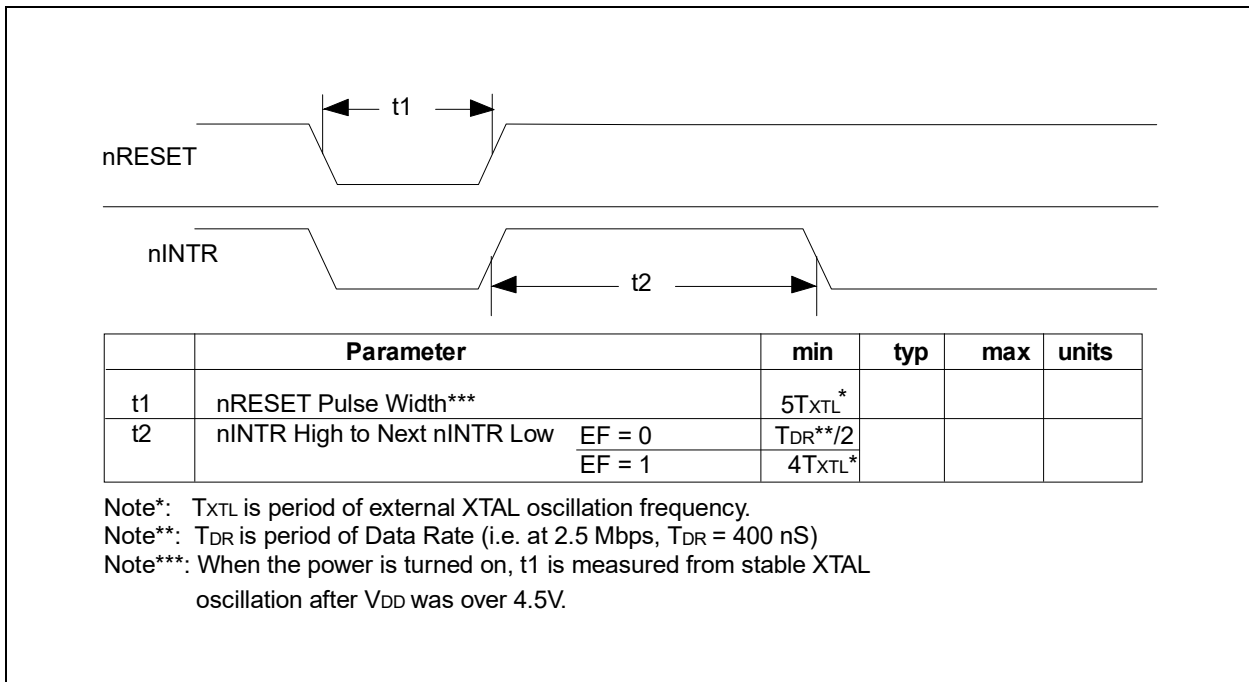 t1
nRESET
nINTR
t2
Parameter min typ max units
t1 nRESET Pulse Width*** 5TXTL*
t2 nINTR High to Next nINTR Low EF = 0 TDR**/2
EF = 1 4TXTL*
Note*: TXTL is period of external XTAL oscillation frequency.
Note**: TDR is period of Data Rate (i.e. at 2.5 Mbps, TDR = 400 nS)
Note***: When the power is turned on, t1 is measured from stable XTAL
oscillation after VDD was over 4.5V.